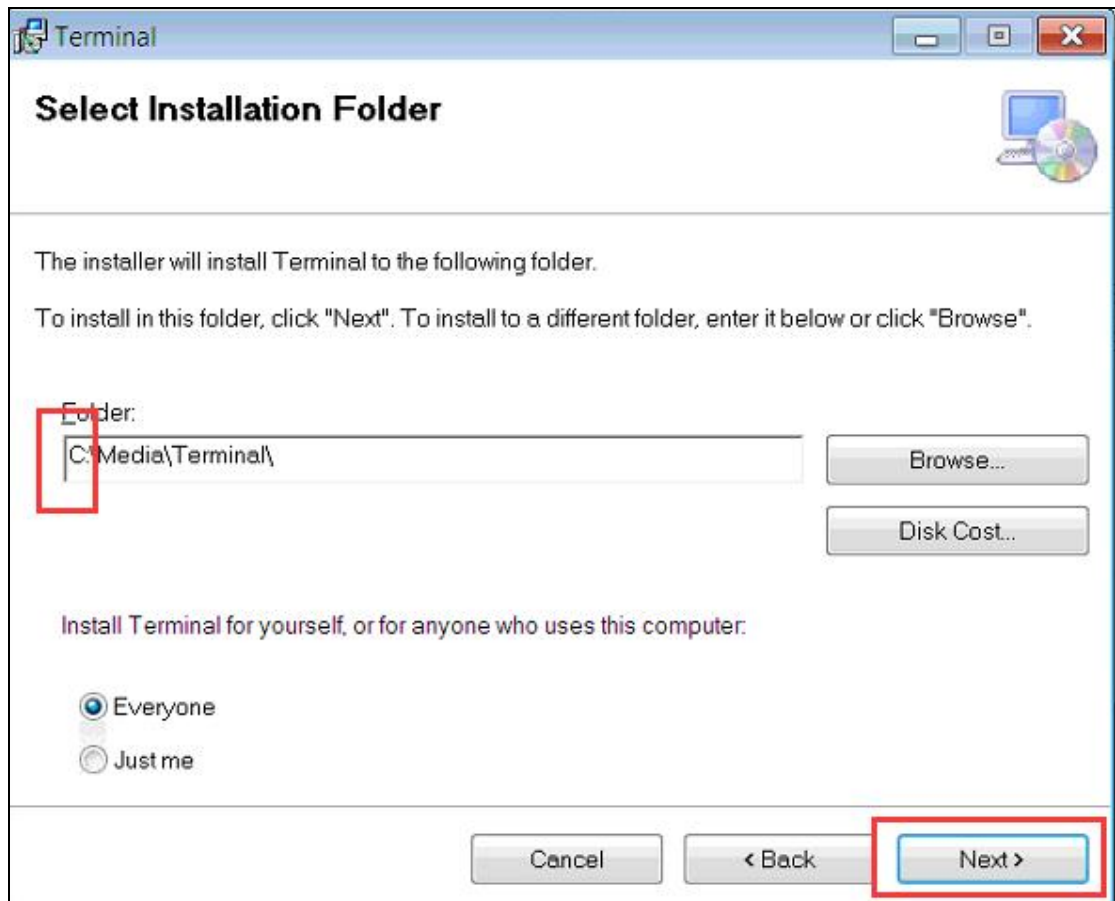 Terminal
Select Installation Folder
The installer will install Terminal to the following folder.
To install in this folder, click "Next". To install to a different folder, enter it below or click "Browse".
Folder:
C:\Media\Terminal\
Browse...
Disk Cost...
Install Terminal for yourself, or for anyone who uses this computer:
Everyone
Just me
Cancel
< Back
Next >